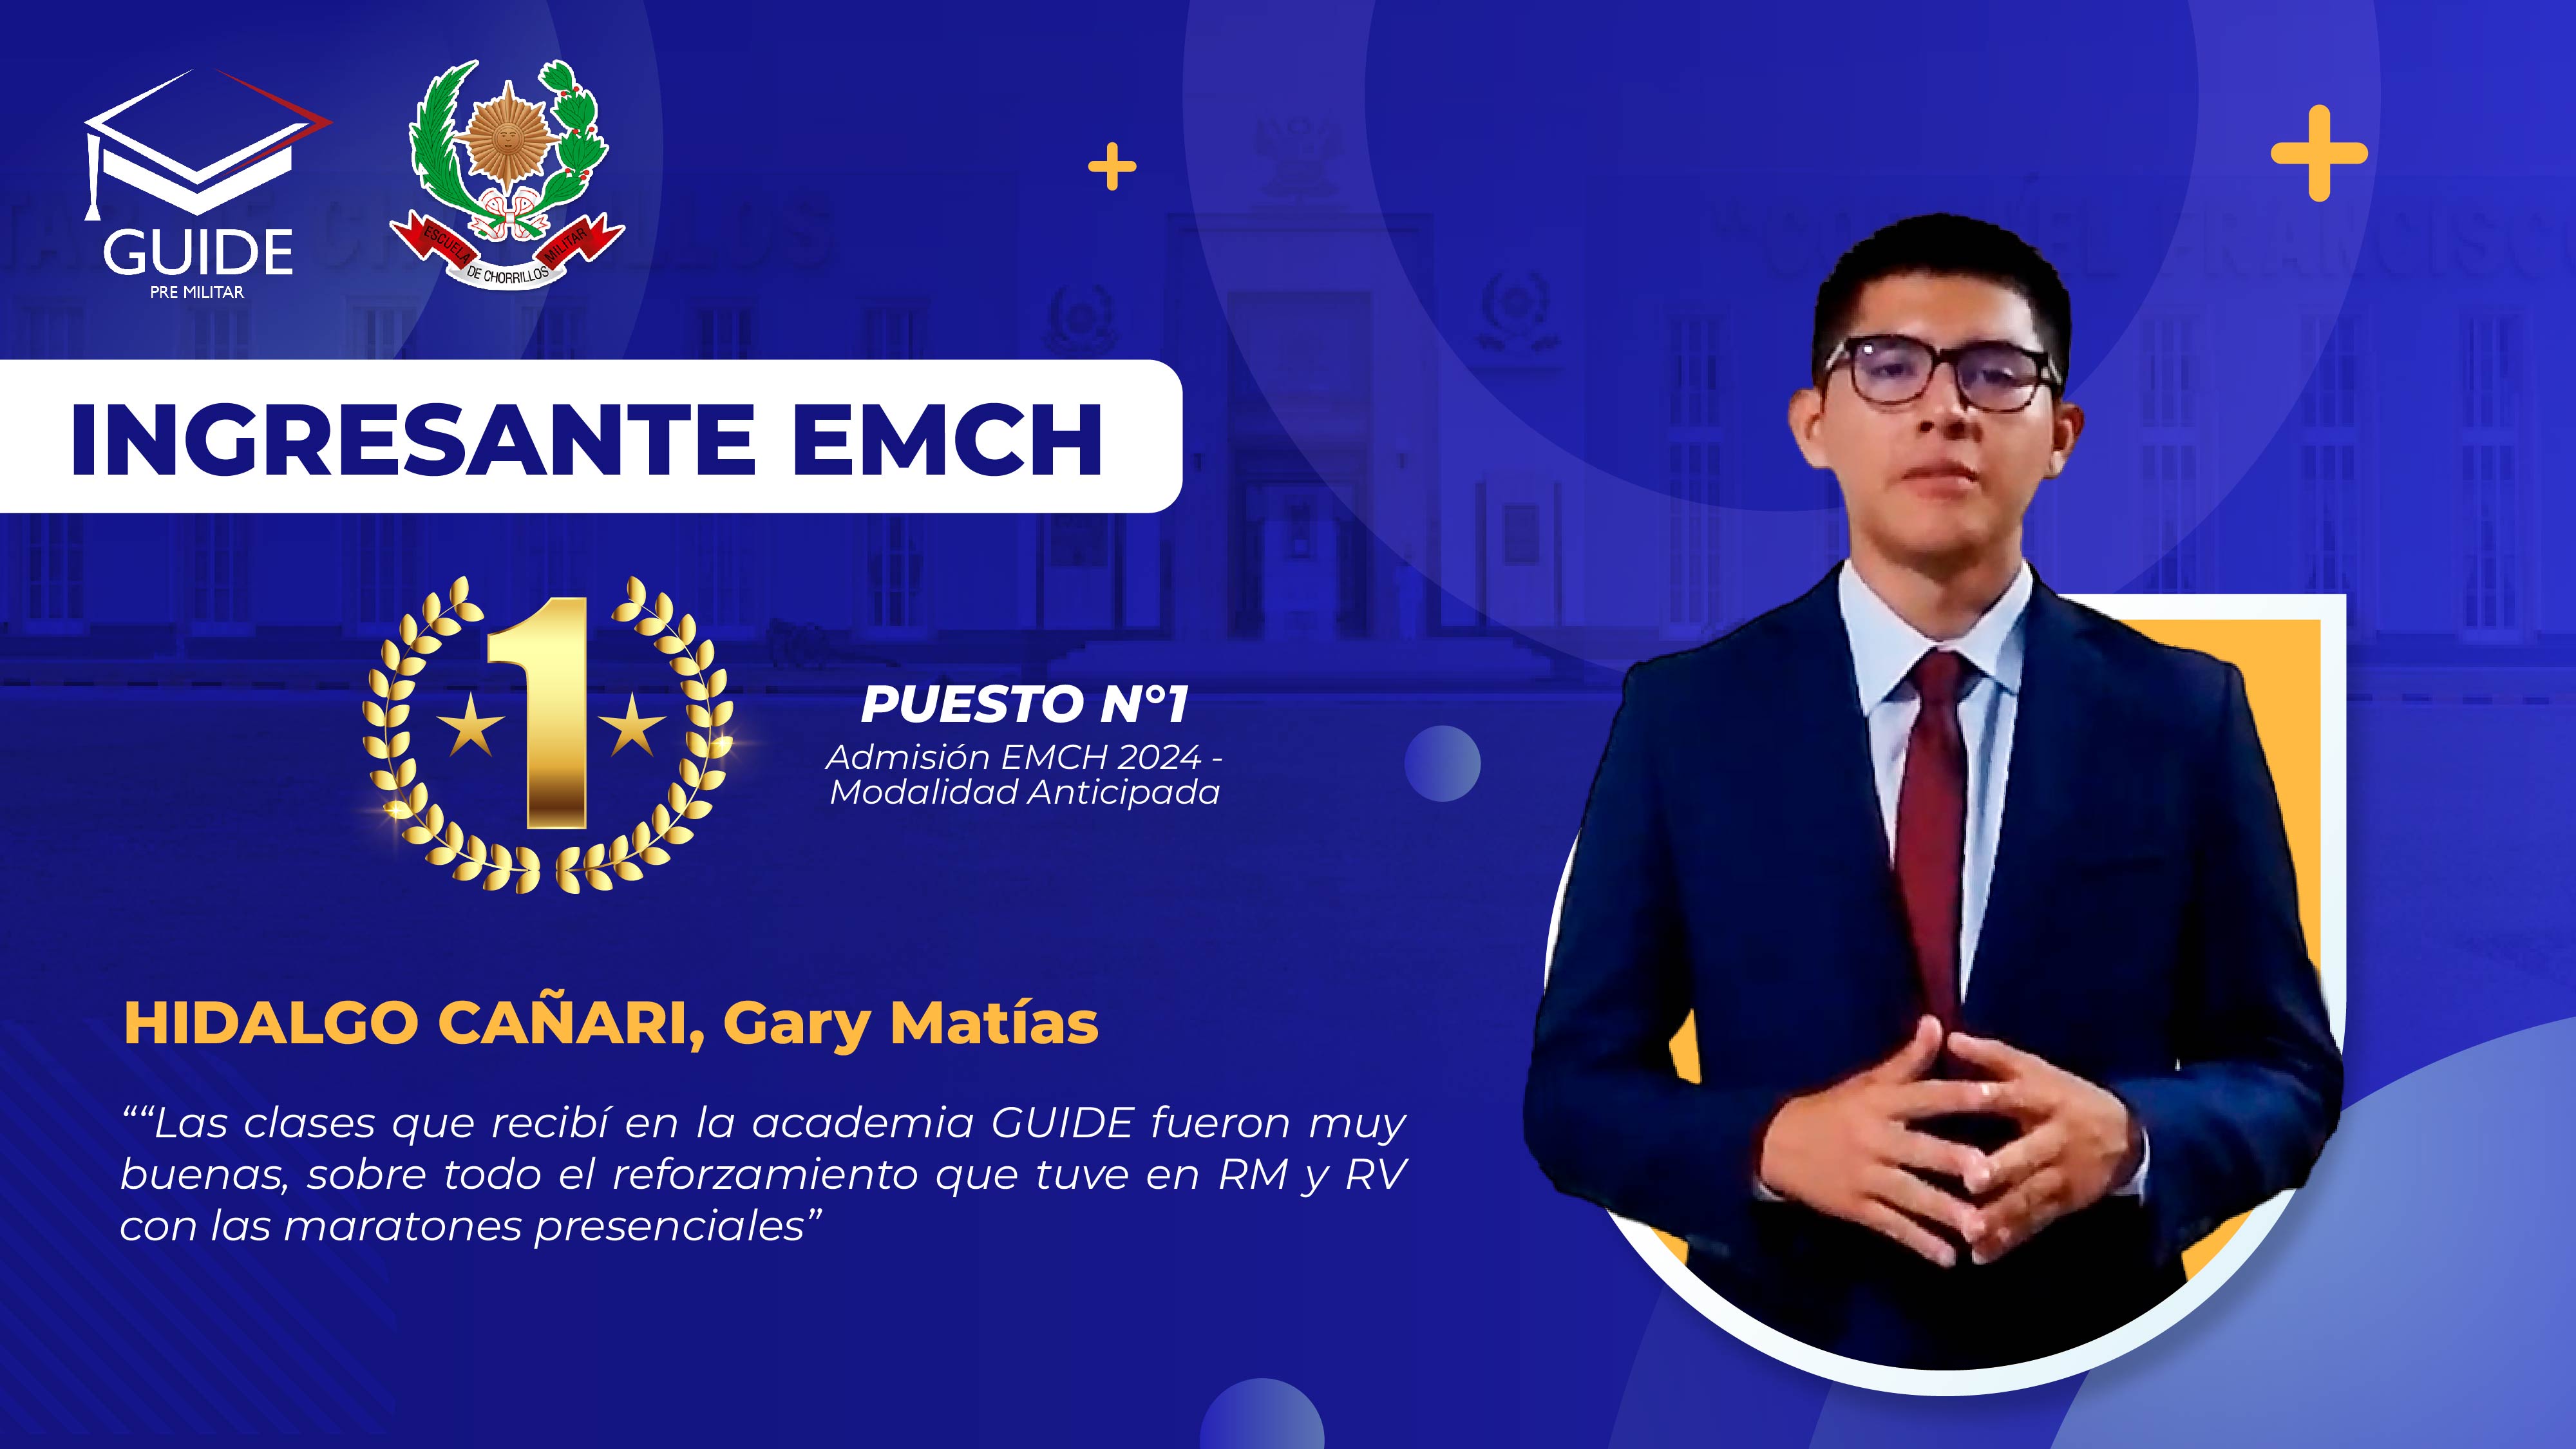 GUIDE
PRE MILITAR
ESCUELA MILITAR
DE CHORRILLOS
INGRESANTE EMCH
1
PUESTO N°1
Admisión EMCH 2024 -
Modalidad Anticipada
HIDALGO CAÑARI, Gary Matías
““Las clases que recibí en la academia GUIDE fueron muy
buenas, sobre todo el reforzamiento que tuve en RM y RV
con las maratones presenciales”